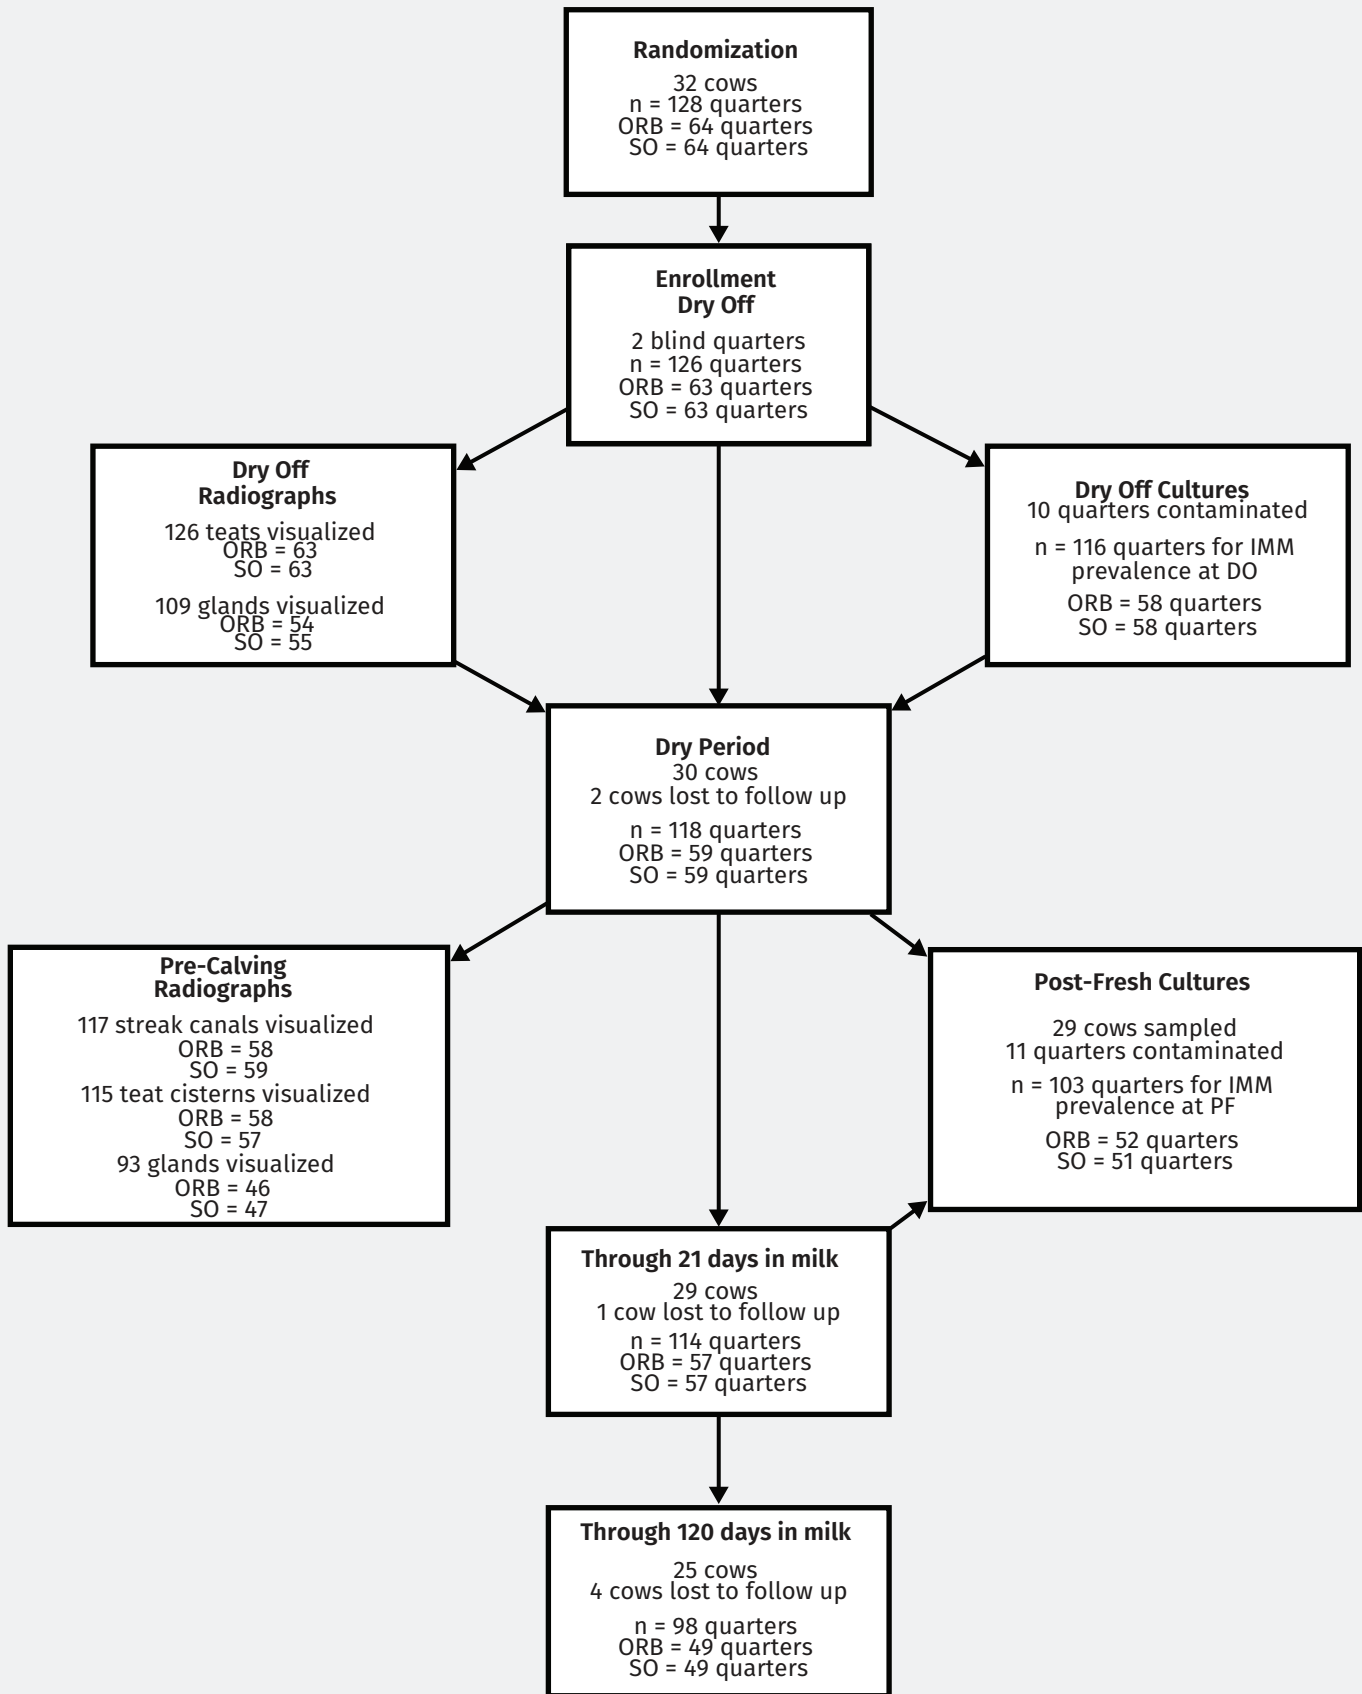 Randomization
32 cows
n = 128 quarters
ORB = 64 quarters
SO = 64 quarters
Enrollment
Dry Off
2 blind quarters
n = 126 quarters
ORB = 63 quarters
SO = 63 quarters
Dry Off
Radiographs
126 teats visualized
ORB = 63
SO = 63
109 glands visualized
ORB = 54
SO = 55
Dry Off Cultures
10 quarters contaminated
n = 116 quarters for IMM
prevalence at DO
ORB = 58 quarters
SO = 58 quarters
Dry Period
30 cows
2 cows lost to follow up
n = 118 quarters
ORB = 59 quarters
SO = 59 quarters
Pre-Calving
Radiographs
117 streak canals visualized
ORB = 58
SO = 59
115 teat cisterns visualized
ORB = 58
SO = 57
93 glands visualized
ORB = 46
SO = 47
Post-Fresh Cultures
29 cows sampled
11 quarters contaminated
n = 103 quarters for IMM
prevalence at PF
ORB = 52 quarters
SO = 51 quarters
Through 21 days in milk
29 cows
1 cow lost to follow up
n = 114 quarters
ORB = 57 quarters
SO = 57 quarters
Through 120 days in milk
25 cows
4 cows lost to follow up
n = 98 quarters
ORB = 49 quarters
SO = 49 quarters